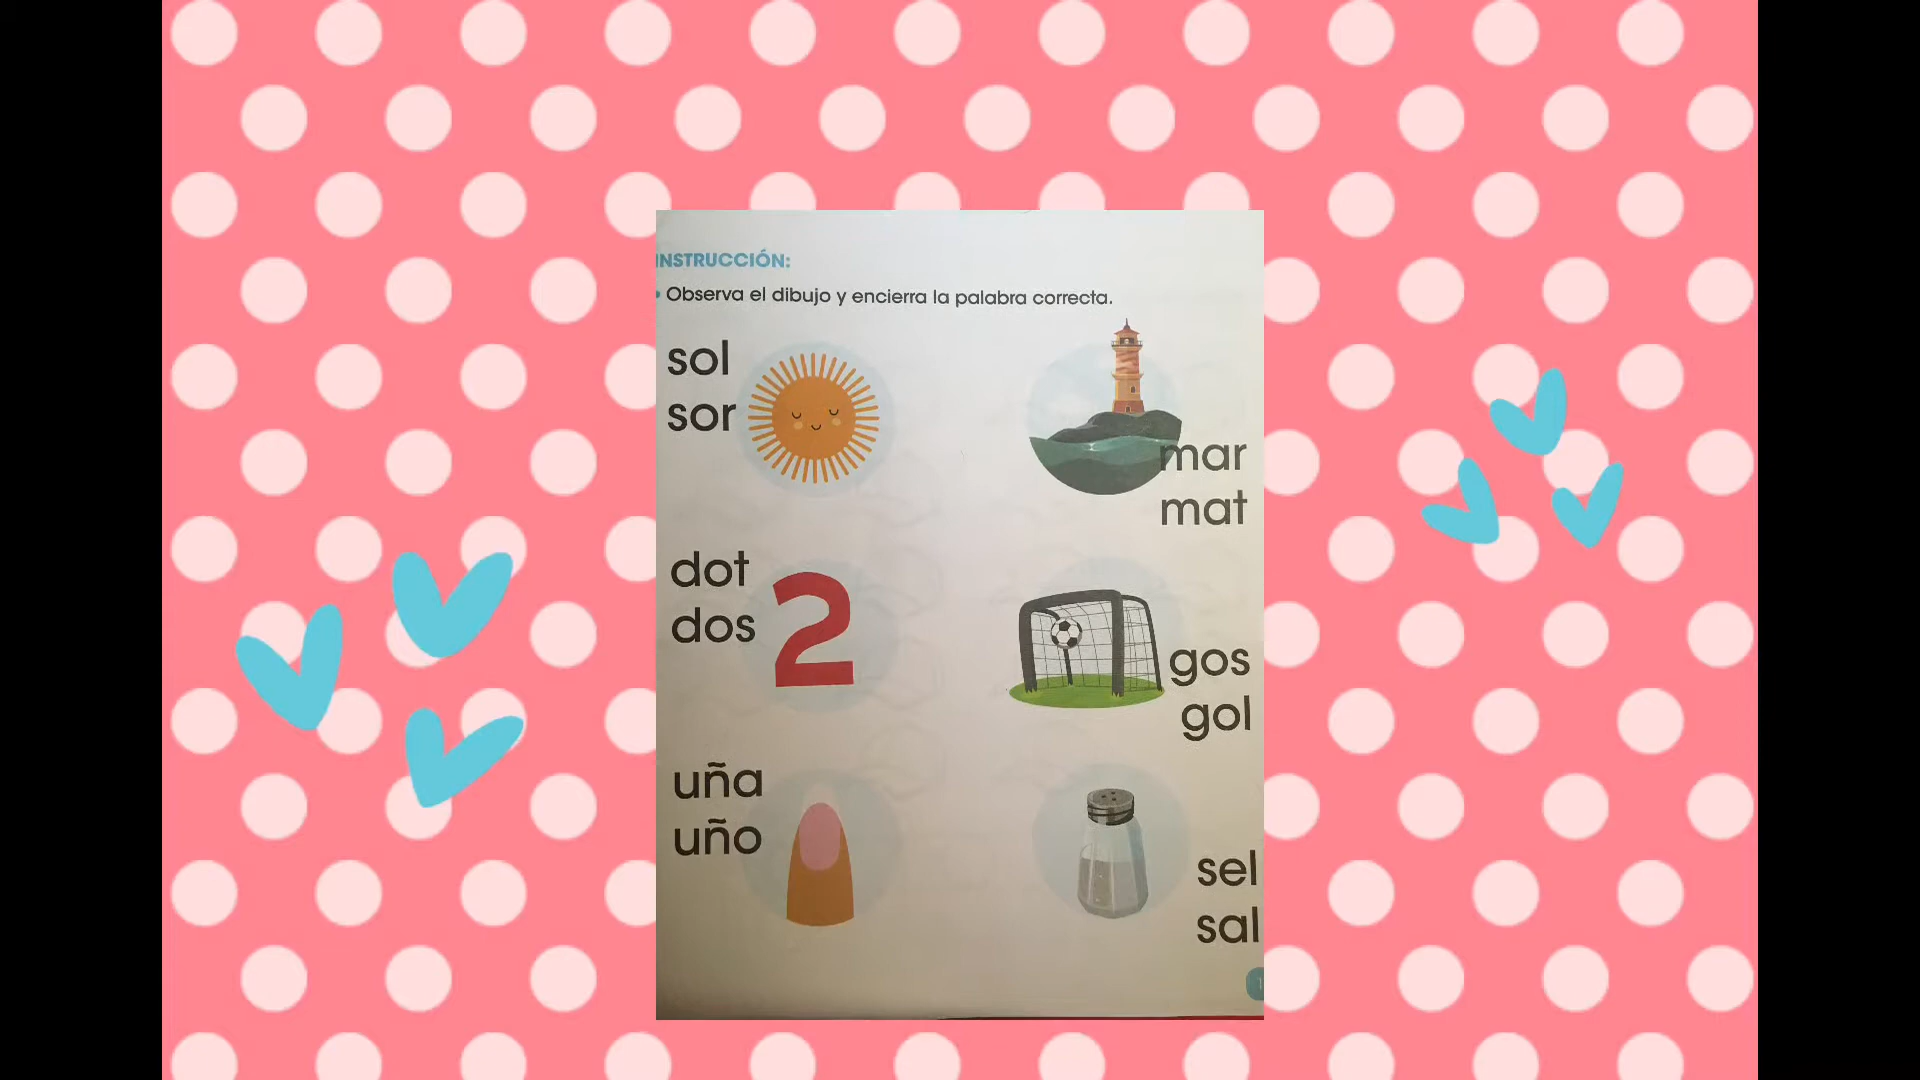 INSTRUCCIÓN:
• Observa el dibujo y encierra la palabra correcta.
sol
sor
mar
mat
dot
dos
2
gos
gol
uña
uño
sel
sal